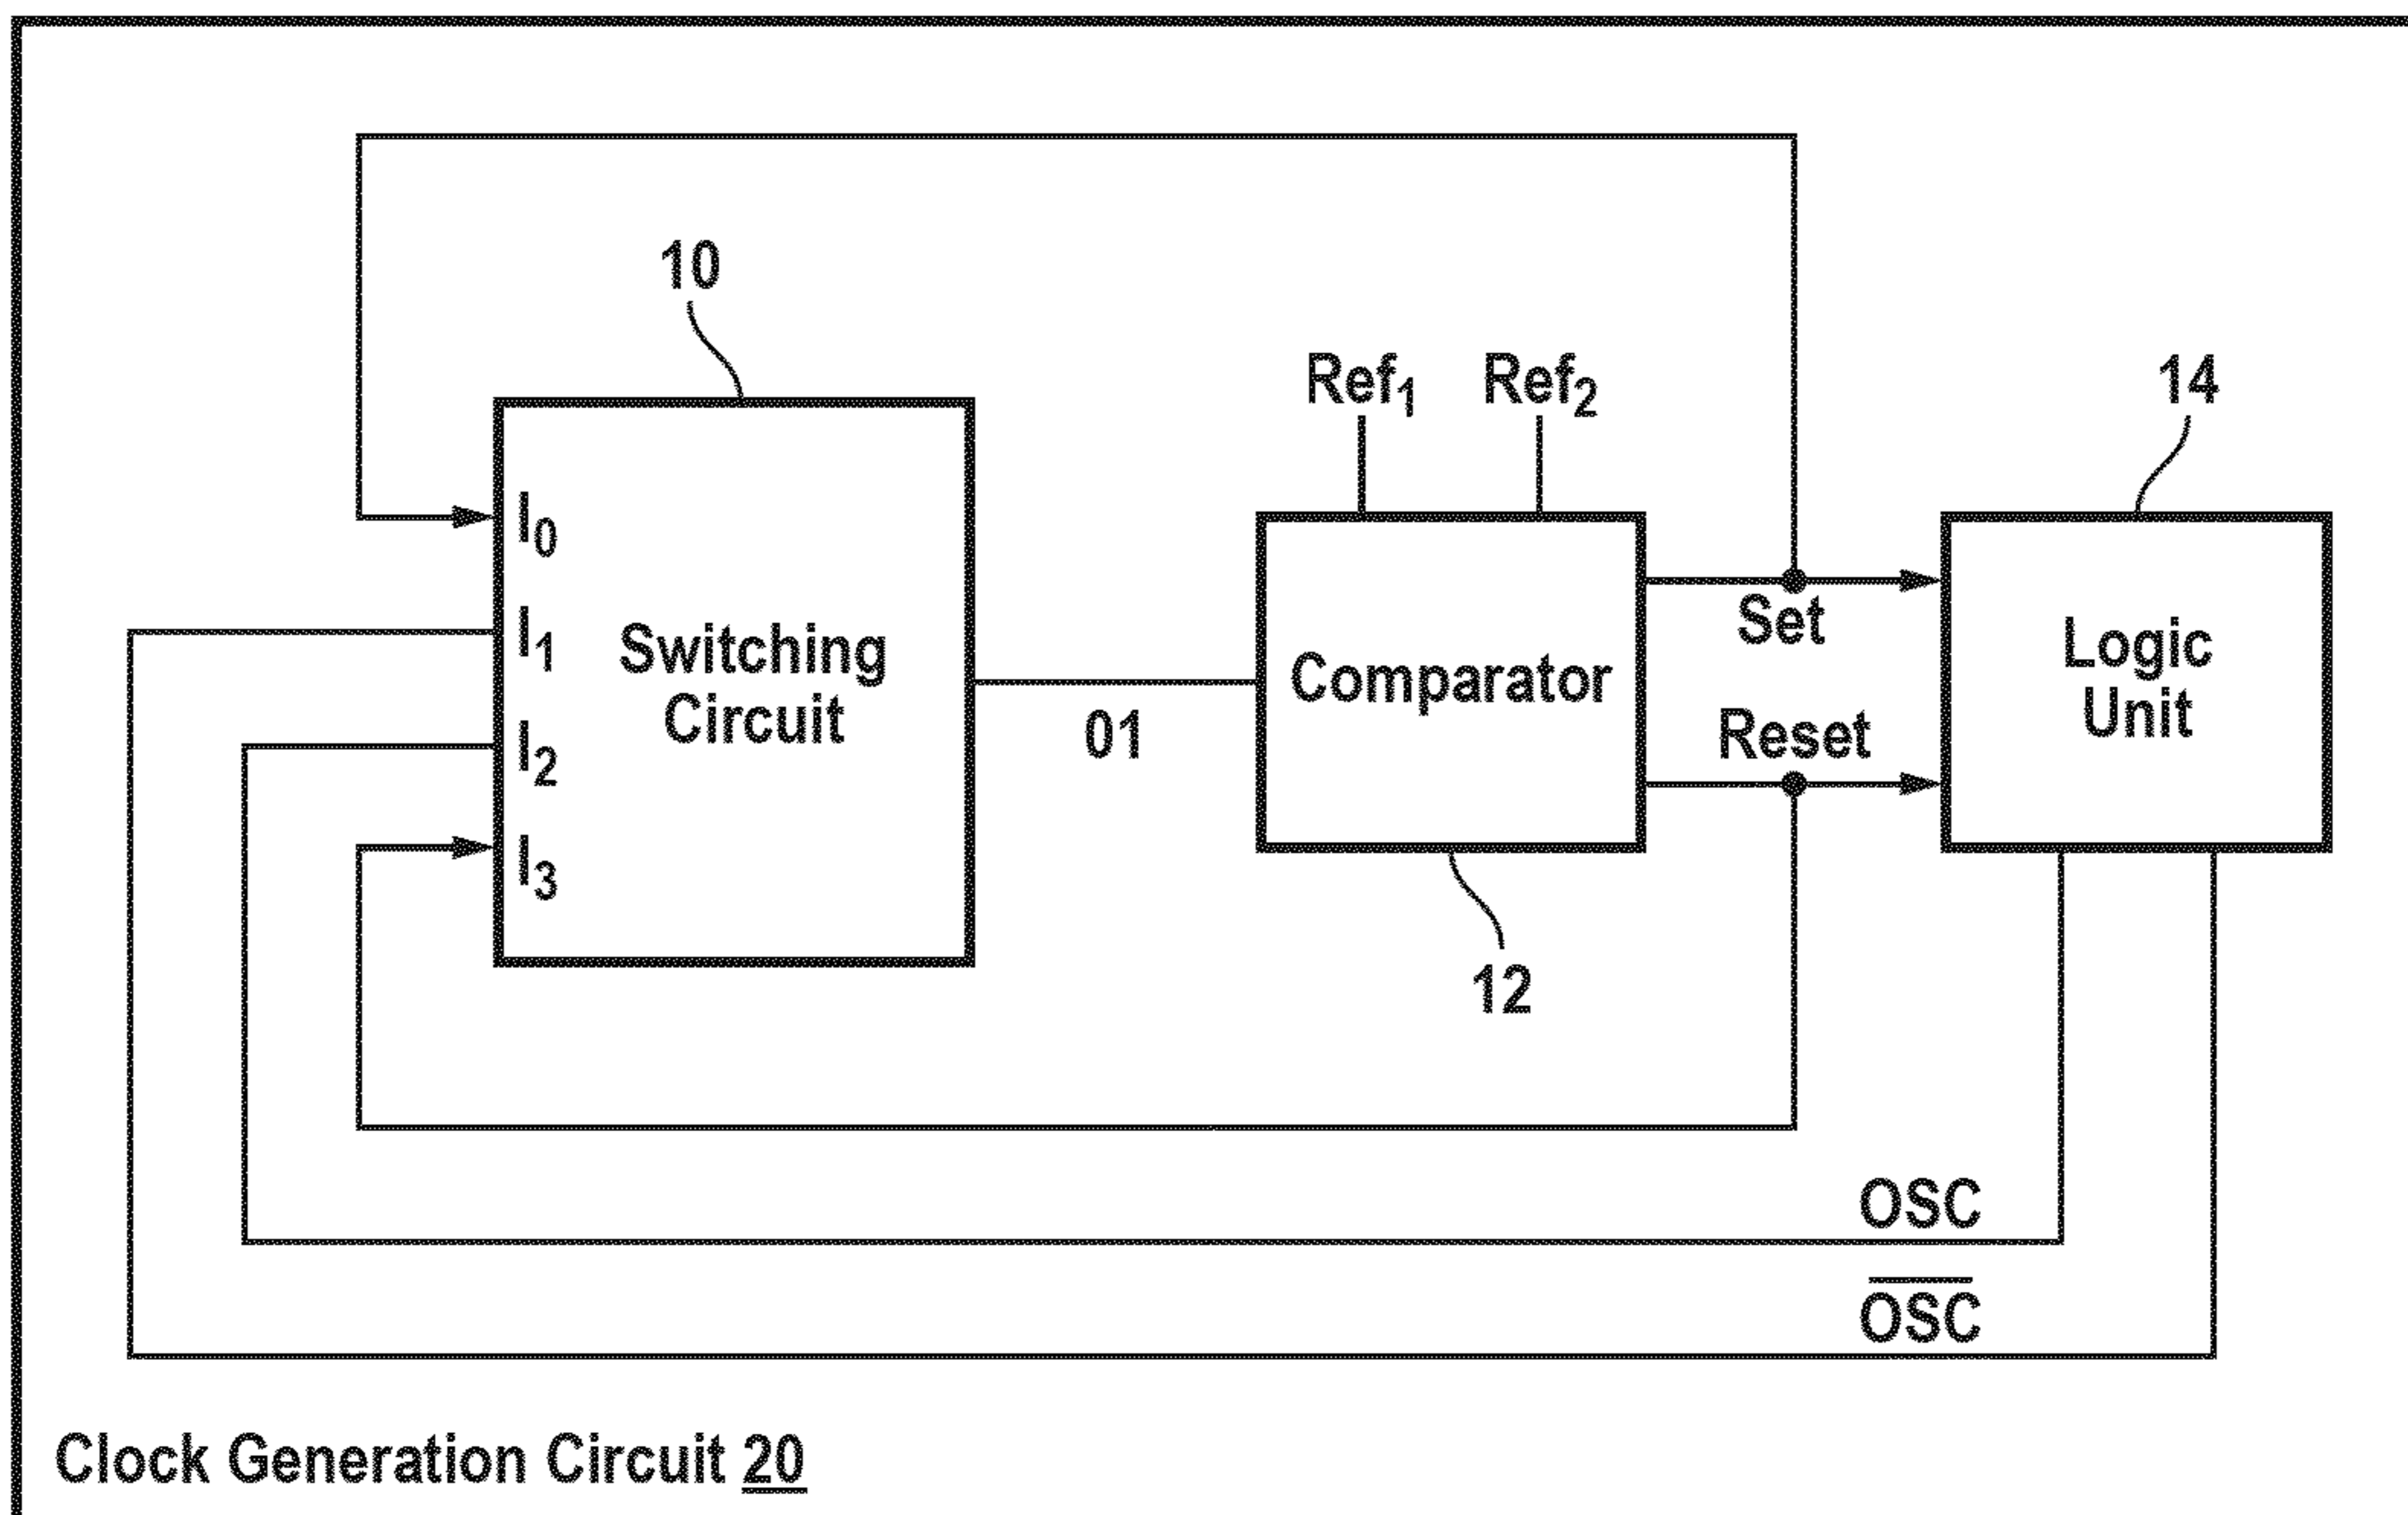 10
Ref₁
Ref₂
14
I₀
I₁
I₂
I₃
Switching
Circuit
01
Comparator
Set
Reset
Logic
Unit
12
OSC
O̅S̅C̅
Clock Generation Circuit 20